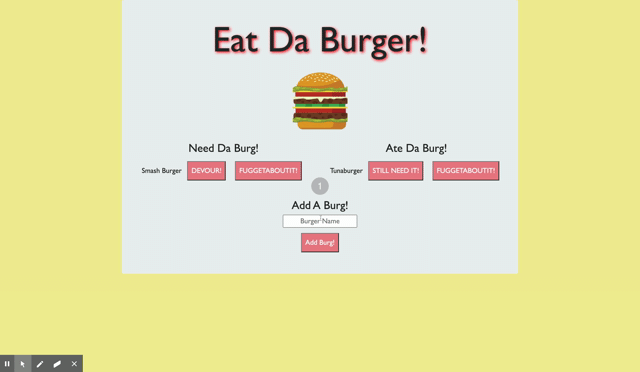 Eat Da Burger!
Need Da Burg!
Ate Da Burg!
Smash Burger DEVOUR! FUGGETABOUTIT!
Tunaburger STILL NEED IT! FUGGETABOUTIT!
1
Add A Burg!
Burger Name
Add Burg!